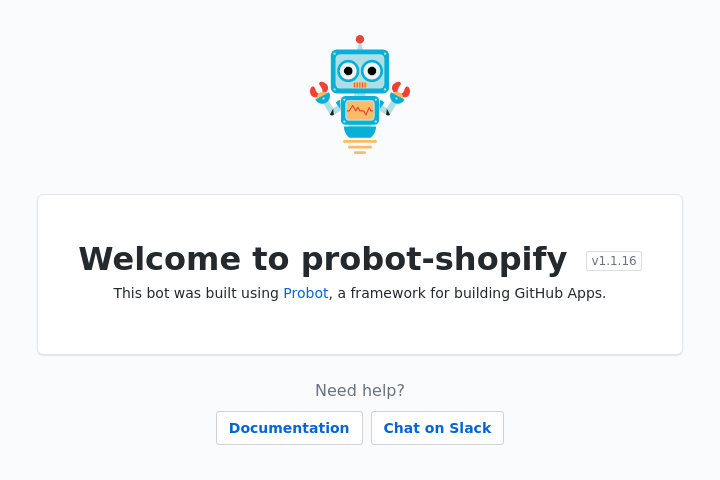 Welcome to probot-shopify v1.1.16
This bot was built using Probot, a framework for building GitHub Apps.
Need help?
Documentation Chat on Slack